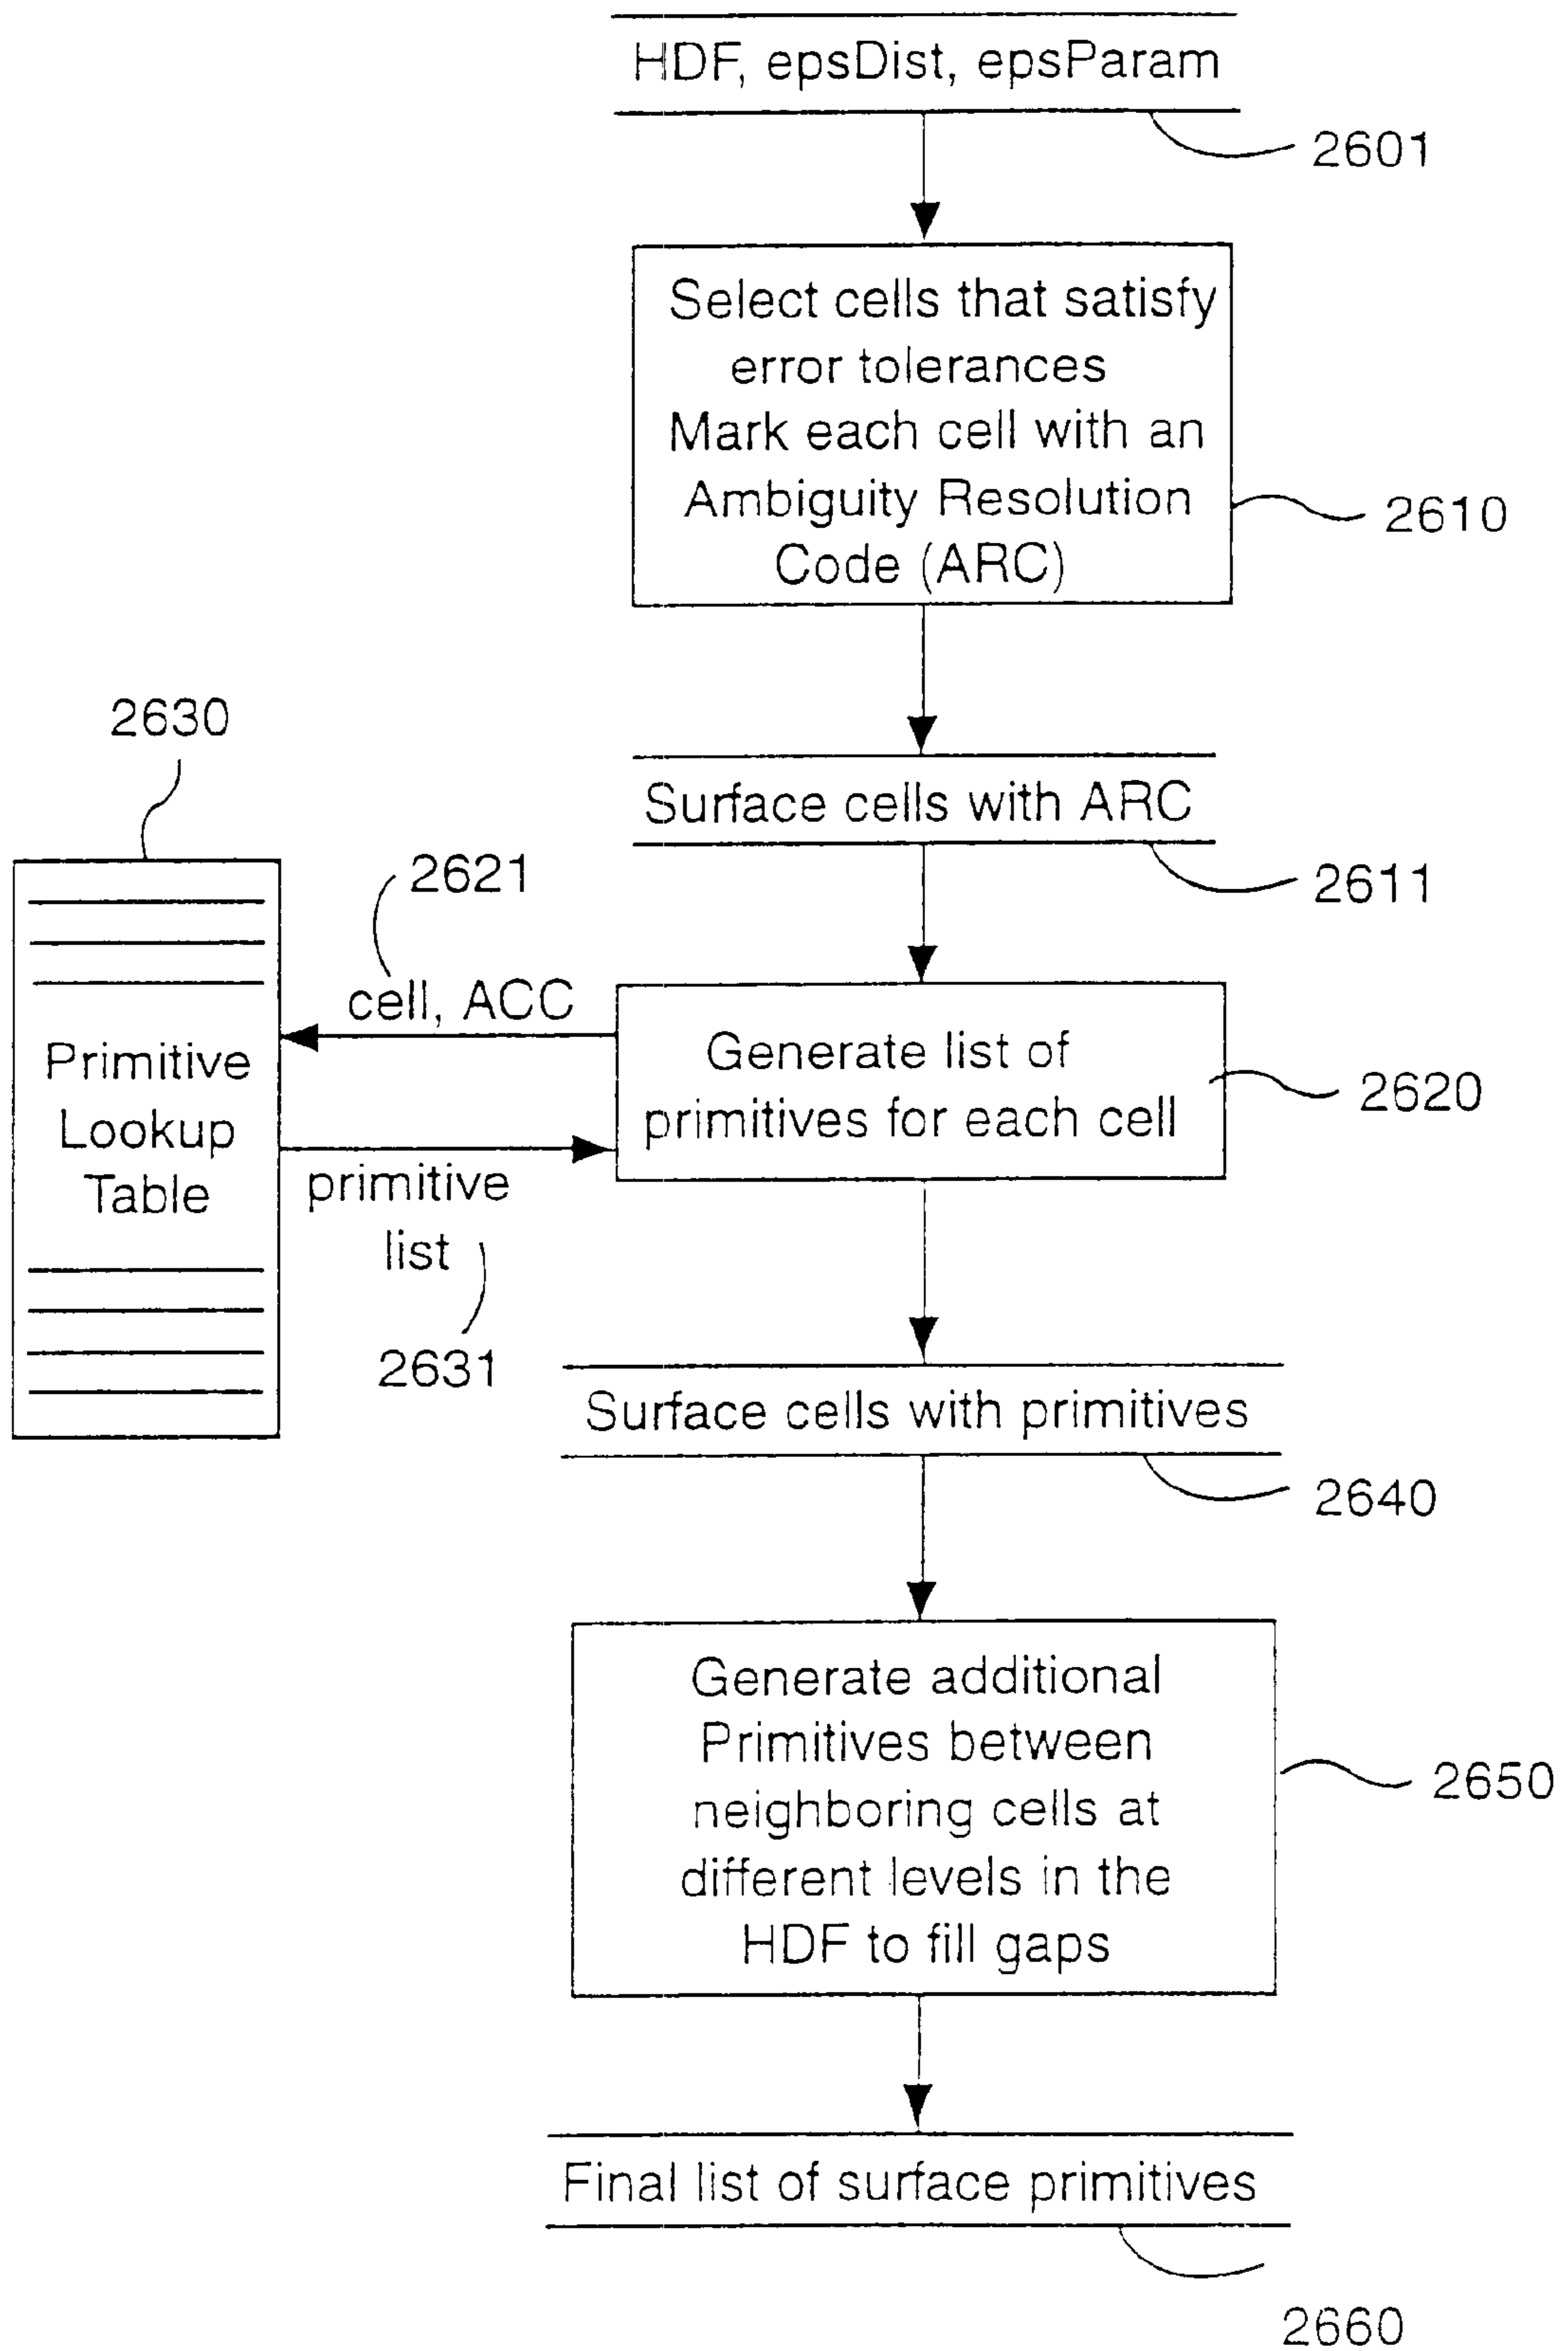 HDF, epsDist, epsParam
2601
Select cells that satisfy
error tolerances
Mark each cell with an
Ambiguity Resolution
Code (ARC)
2610
Surface cells with ARC
2611
2630
Primitive
Lookup
Table
2621
cell, ACC
primitive
list
2631
Generate list of
primitives for each cell
2620
Surface cells with primitives
2640
Generate additional
Primitives between
neighboring cells at
different levels in the
HDF to fill gaps
2650
Final list of surface primitives
2660